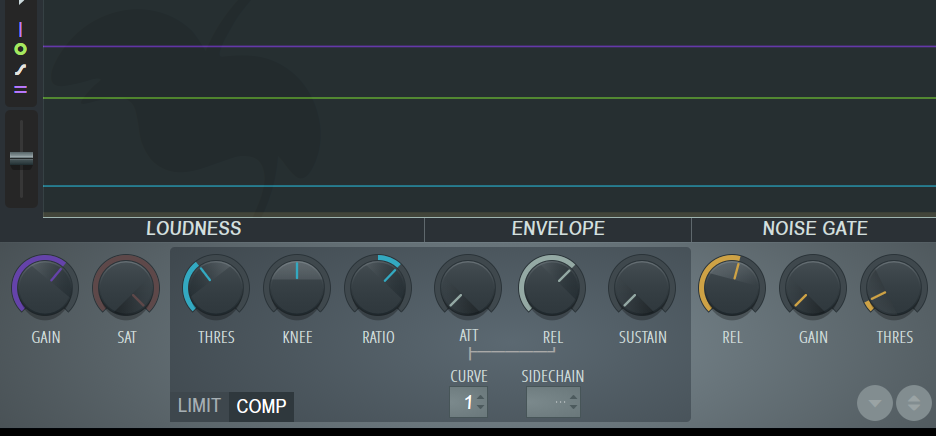 LOUDNESS ENVELOPE NOISE GATE
GAIN SAT THRES KNEE RATIO ATT REL SUSTAIN REL GAIN THRES
CURVE SIDECHAIN
LIMIT COMP 1 ---